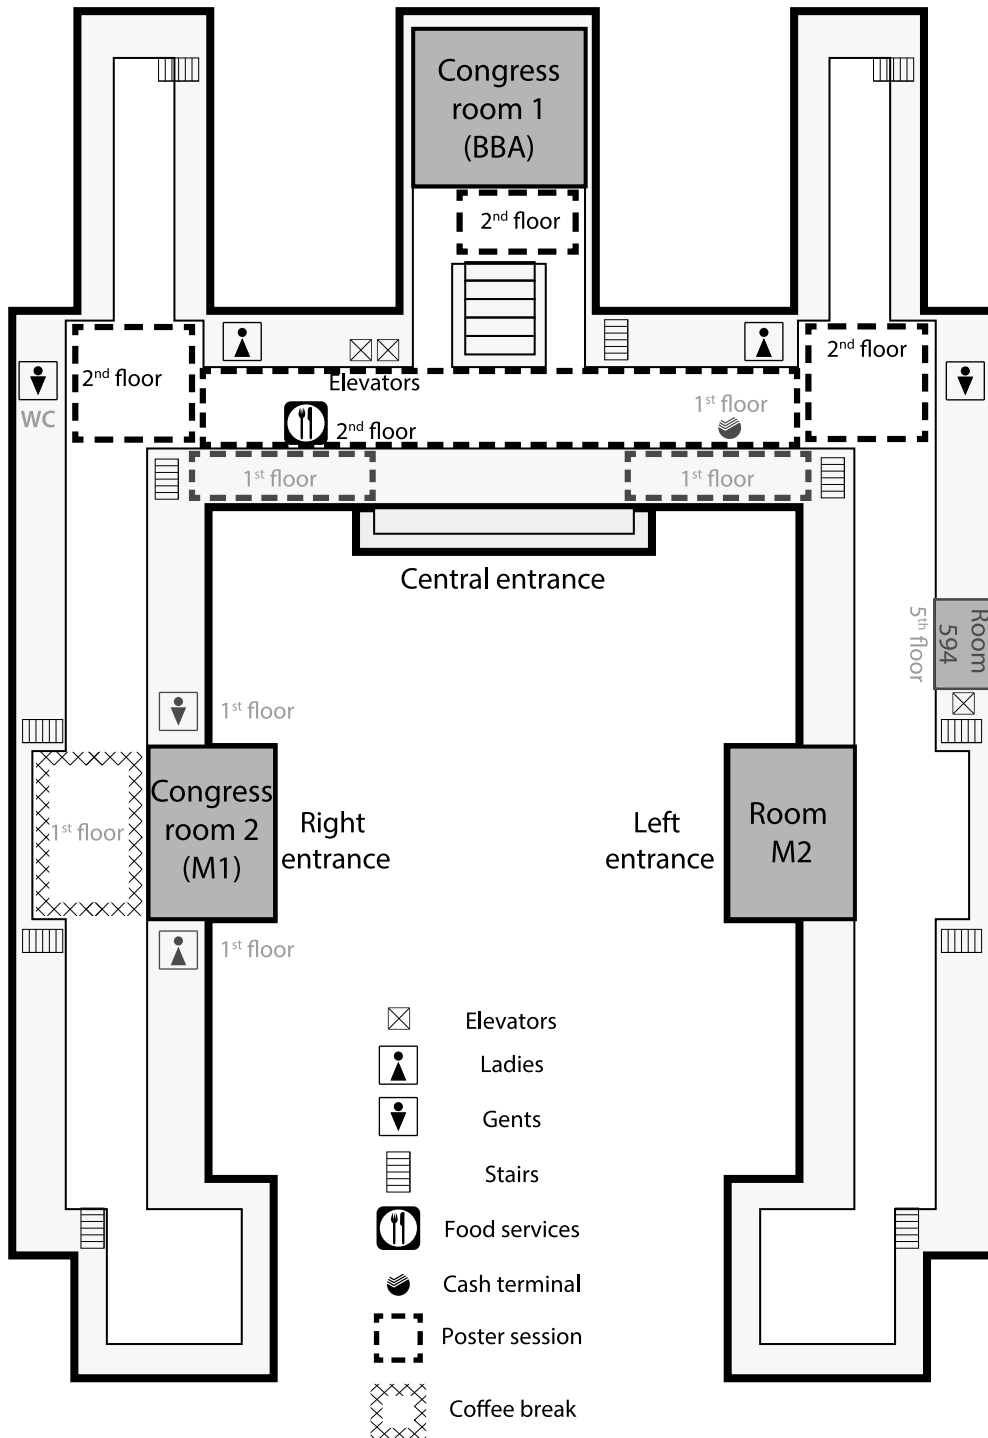 Congress
room 1
(BBA)
2nd floor
2nd floor
2nd floor
WC
Elevators
1st floor
2nd floor
1st floor
1st floor
Central entrance
Room
594
5th floor
1st floor
Congress
room 2
(M1)
1st floor
Right
entrance
Left
entrance
Room
M2
1st floor
Elevators
Ladies
Gents
Stairs
Food services
Cash terminal
Poster session
Coffee break